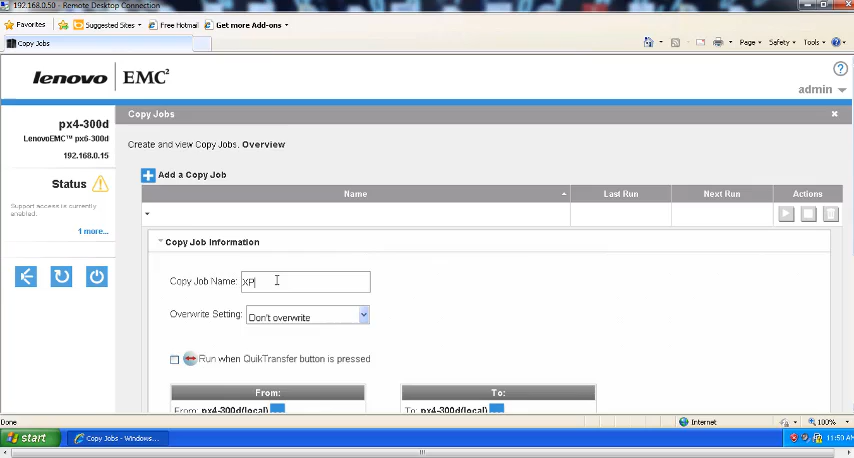 192.168.0.50 - Remote Desktop Connection
Favorites Suggested Sites Free Hotmail Get more Add-ons
Copy Jobs Page Safety Tools
lenovo EMC²
admin
px4-300d
LenovoEMC™ px6-300d
192.168.0.15
Status
Support access is currently
enabled.
1 more...
Copy Jobs
Create and view Copy Jobs. Overview
Add a Copy Job
Name Last Run Next Run Actions
Copy Job Information
Copy Job Name: XP
Overwrite Setting: Don't overwrite
Run when QuikTransfer button is pressed
From: To:
From: px4-300d(local) To: px4-300d(local)
Done Internet 100%
start Copy Jobs - Windows... 11:50 AM